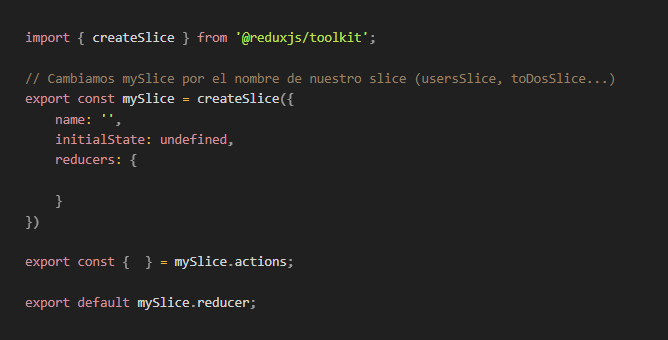 import { createSlice } from '@reduxjs/toolkit';
// Cambiamos mySlice por el nombre de nuestro slice (usersSlice, toDosSlice...)
export const mySlice = createSlice({
    name: '',
    initialState: undefined,
    reducers: {
    }
})
export const {  } = mySlice.actions;
export default mySlice.reducer;